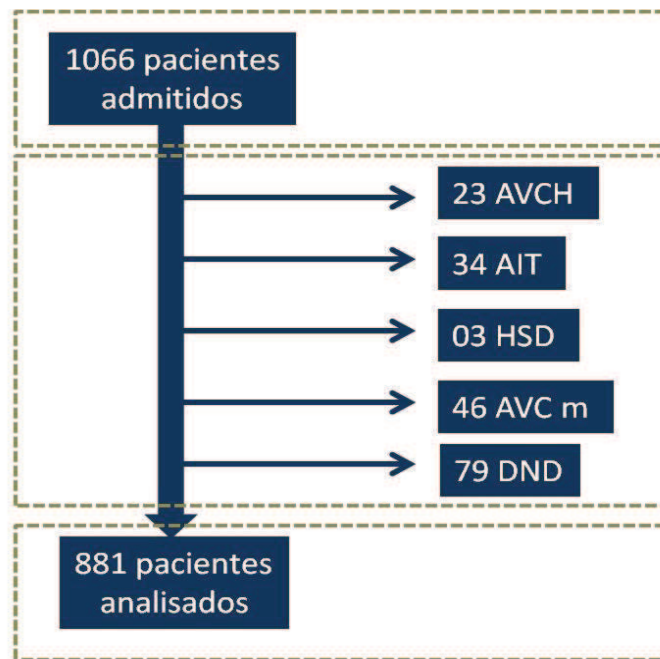 1066 pacientes
admitidos
23 AVCH
34 AIT
03 HSD
46 AVC m
79 DND
881 pacientes
analisados